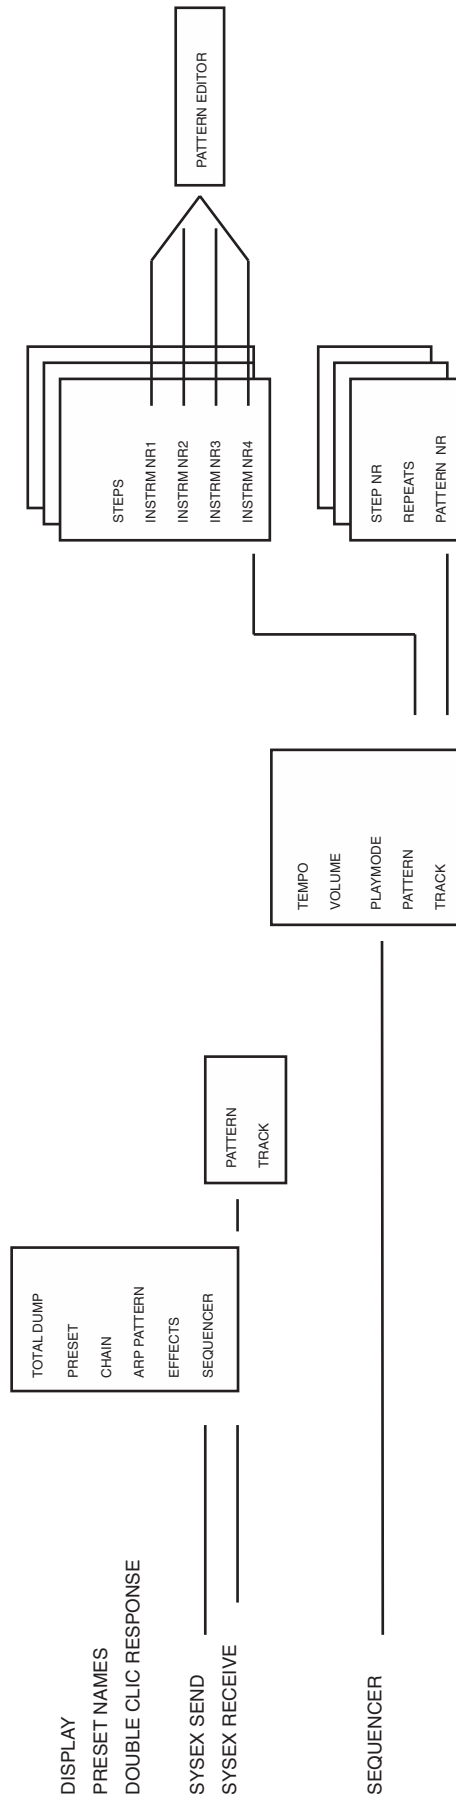 DISPLAY
PRESET NAMES
DOUBLE CLIC RESPONSE
SYSEX SEND
SYSEX RECEIVE
SEQUENCER
TOTAL DUMP
PRESET
CHAIN
ARP PATTERN
EFFECTS
SEQUENCER
PATTERN
TRACK
TEMPO
VOLUME
PLAYMODE
PATTERN
TRACK
STEPS
INSTRM NR1
INSTRM NR2
INSTRM NR3
INSTRM NR4
STEP NR
REPEATS
PATTERN NR
PATTERN EDITOR